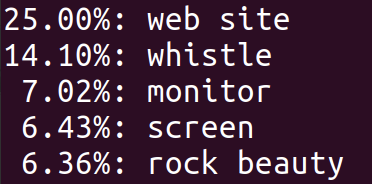 25.00%: web site
14.10%: whistle
7.02%: monitor
6.43%: screen
6.36%: rock beauty